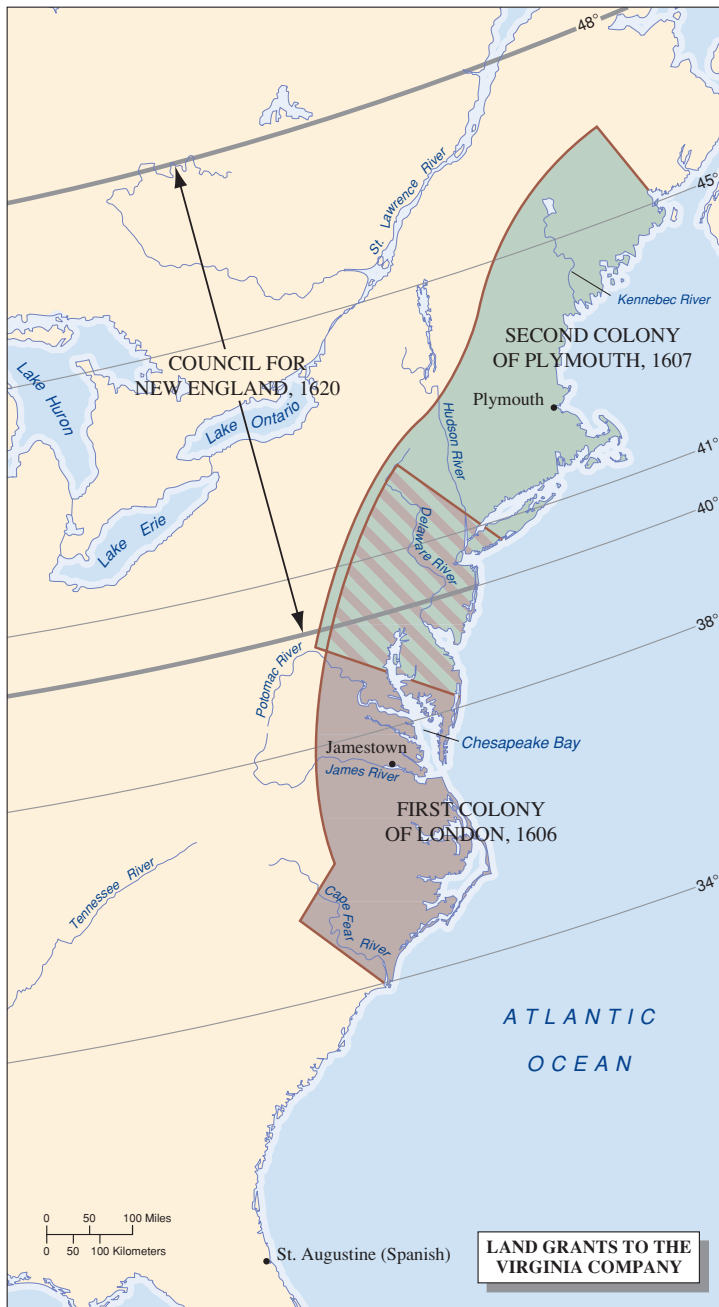 48°
St. Lawrence River
45°
Kennebec River
SECOND COLONY
OF PLYMOUTH, 1607
COUNCIL FOR
NEW ENGLAND, 1620
Lake Huron
Lake Ontario
Hudson River
Plymouth
41°
40°
Lake Erie
Delaware River
38°
Potomac River
Chesapeake Bay
Jamestown
James River
FIRST COLONY
OF LONDON, 1606
Tennessee River
34°
Cape Fear
River
ATLANTIC
OCEAN
0 50 100 Miles
0 50 100 Kilometers
St. Augustine (Spanish)
LAND GRANTS TO THE
VIRGINIA COMPANY